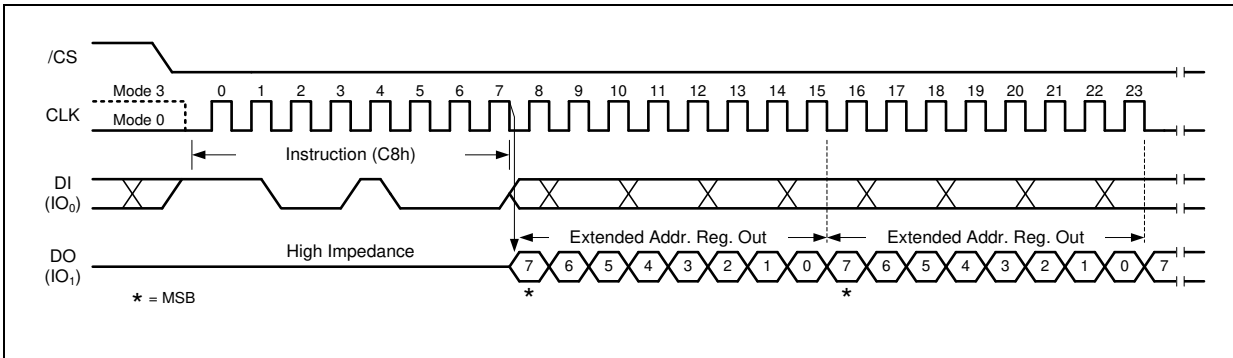 /CS
Mode 3 0 1 2 3 4 5 6 7 8 9 10 11 12 13 14 15 16 17 18 19 20 21 22 23
CLK
Mode 0
Instruction (C8h)
DI
(IO₀)
Extended Addr. Reg. Out Extended Addr. Reg. Out
High Impedance
DO
(IO₁)
7 6 5 4 3 2 1 0 7 6 5 4 3 2 1 0 7
* *
* = MSB